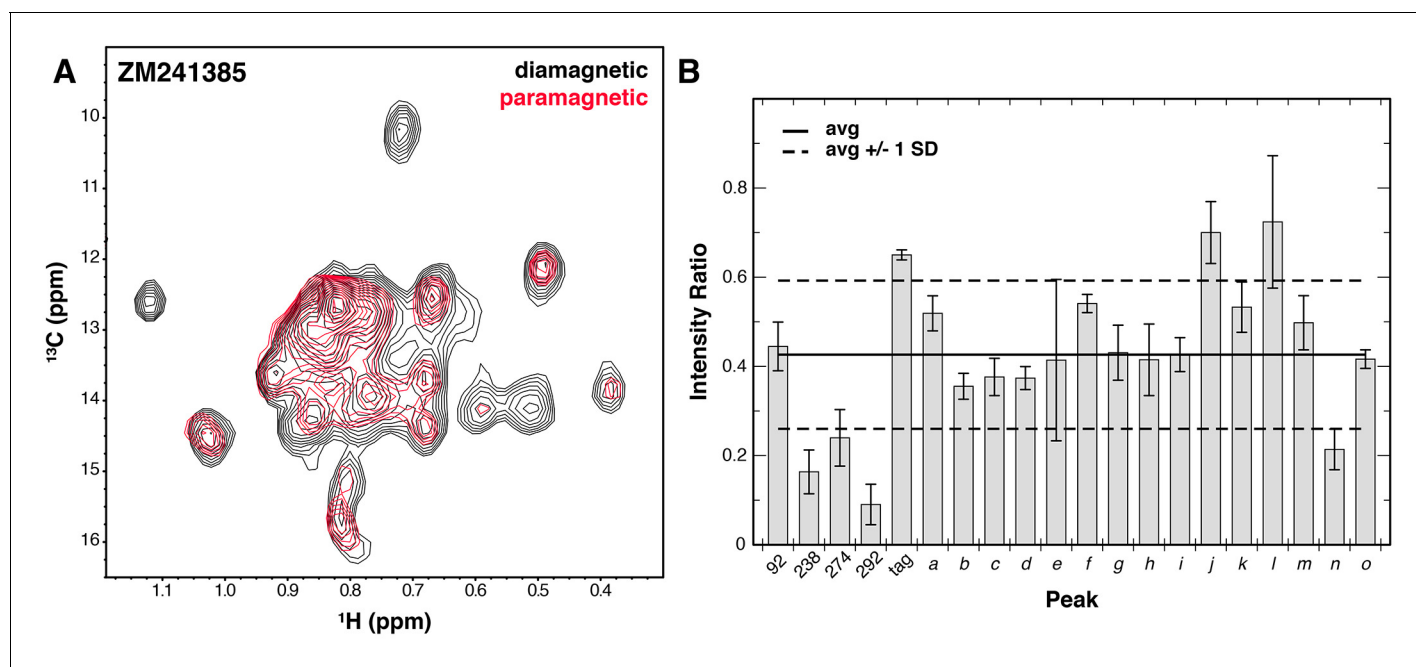 A
ZM241385
diamagnetic
paramagnetic
10
11
12
13
14
15
16
¹³C (ppm)
1.1 1.0 0.9 0.8 0.7 0.6 0.5 0.4
¹H (ppm)
B
avg
avg +/- 1 SD
0.8
0.6
0.4
0.2
0
Intensity Ratio
92 238 274 292 tag a b c d e f g h i j k l m n o
Peak